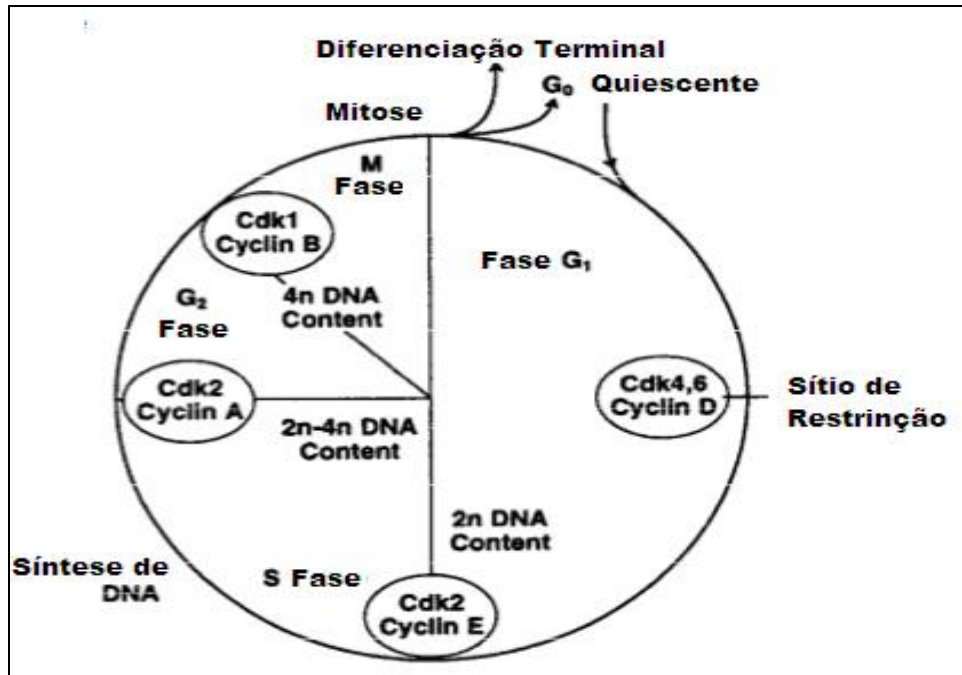 Diferenciação Terminal
G₀ Quiescente
Mitose
M
Fase
Cdk1
Cyclin B
Fase G₁
4n DNA
Content
G₂
Fase
Cdk2
Cyclin A
Cdk4,6
Cyclin D
Sítio de
Restrinção
2n-4n DNA
Content
2n DNA
Content
Síntese de
DNA
S Fase
Cdk2
Cyclin E